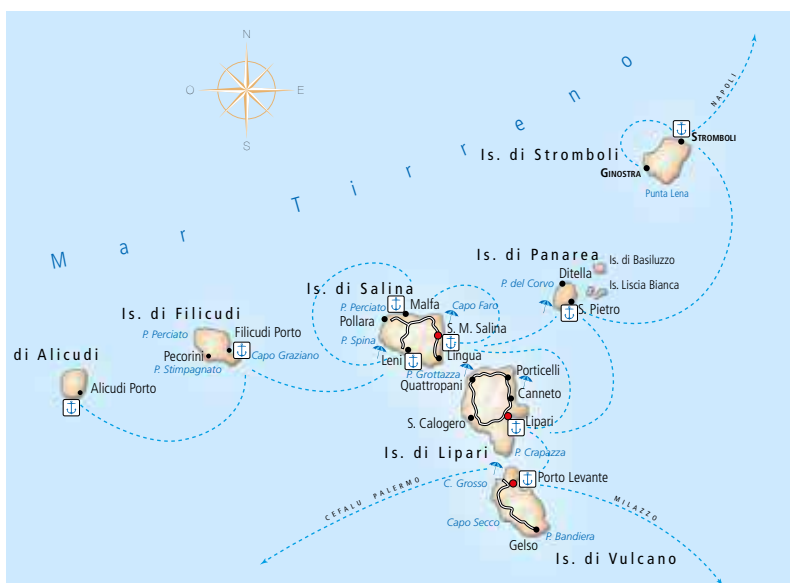 N
O
E
S
Mar Tirreno
NAPOLI
STROMBOLI
Is. di Stromboli
GINOSTRA
Punta Lena
Is. di Panarea
Is. di Basiluzzo
Ditella
P. del Corvo
Is. Liscia Bianca
S. Pietro
Is. di Salina
P. Perciato
Malfa
Capo Faro
Pollara
S. M. Salina
P. Spina
Leni
Lingua
Is. di Filicudi
P. Perciato
Filicudi Porto
Pecorini
Capo Graziano
P. Stimpagnato
di Alicudi
Alicudi Porto
P. Grottazza
Quattropani
Porticelli
Canneto
S. Calogero
Lipari
Is. di Lipari
P. Crapazza
C. Grosso
Porto Levante
CEFALU PALERMO
MILAZZO
Capo Secco
P. Bandiera
Gelso
Is. di Vulcano